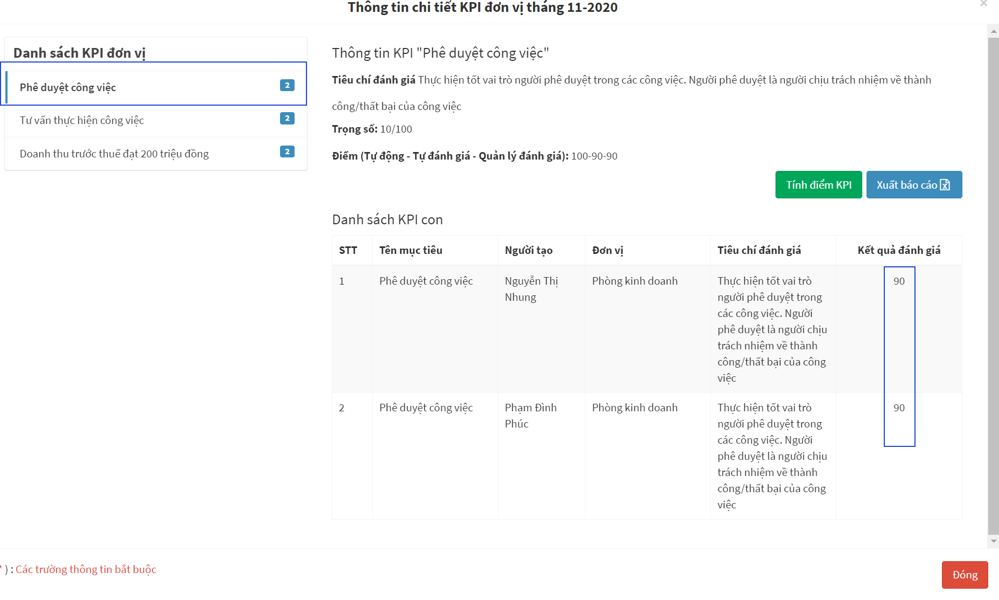 Thông tin chi tiết KPI đơn vị tháng 11-2020
×
Danh sách KPI đơn vị
Phê duyệt công việc 2
Tư vấn thực hiện công việc 2
Doanh thu trước thuế đạt 200 triệu đồng 2
Thông tin KPI "Phê duyệt công việc"
Tiêu chí đánh giá Thực hiện tốt vai trò người phê duyệt trong các công việc. Người phê duyệt là người chịu trách nhiệm về thành
công/thất bại của công việc
Trọng số: 10/100
Điểm (Tự động - Tự đánh giá - Quản lý đánh giá): 100-90-90
Tính điểm KPI Xuất báo cáo
Danh sách KPI con
STT Tên mục tiêu Người tạo Đơn vị Tiêu chí đánh giá Kết quả đánh giá
1 Phê duyệt công việc Nguyễn Thị Phòng kinh doanh Thực hiện tốt vai trò 90
Nhung người phê duyệt trong
các công việc. Người
phê duyệt là người chịu
trách nhiệm về thành
công/thất bại của công
việc
2 Phê duyệt công việc Phạm Đình Phòng kinh doanh Thực hiện tốt vai trò 90
Phúc người phê duyệt trong
các công việc. Người
phê duyệt là người chịu
trách nhiệm về thành
công/thất bại của công
việc
* ) : Các trường thông tin bắt buộc
Đóng